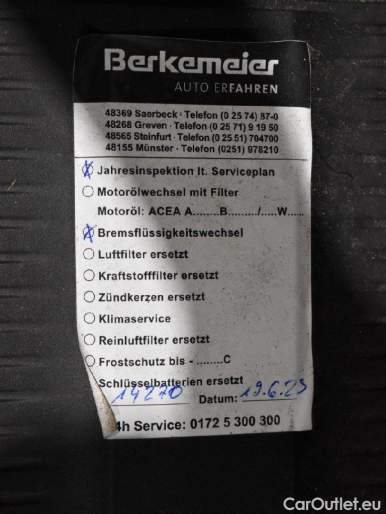 Berkemeier
AUTO ERFAHREN
48369 Saerbeck · Telefon (0 25 74) 87-0
48268 Greven · Telefon (0 25 71) 9 19 50
48565 Steinfurt · Telefon (0 25 51) 704700
48155 Münster · Telefon (0251) 978210
Jahresinspektion lt. Serviceplan
Motorölwechsel mit Filter
Motoröl: ACEA A........B......../.....W.....
Bremsflüssigkeitswechsel
Luftfilter ersetzt
Kraftstofffilter ersetzt
Zündkerzen ersetzt
Klimaservice
Reinluftfilter ersetzt
Frostschutz bis - ........C
Schlüsselbatterien ersetzt
14270 Datum: 19.6.23
4h Service: 0172 5 300 300
CarOutlet.eu